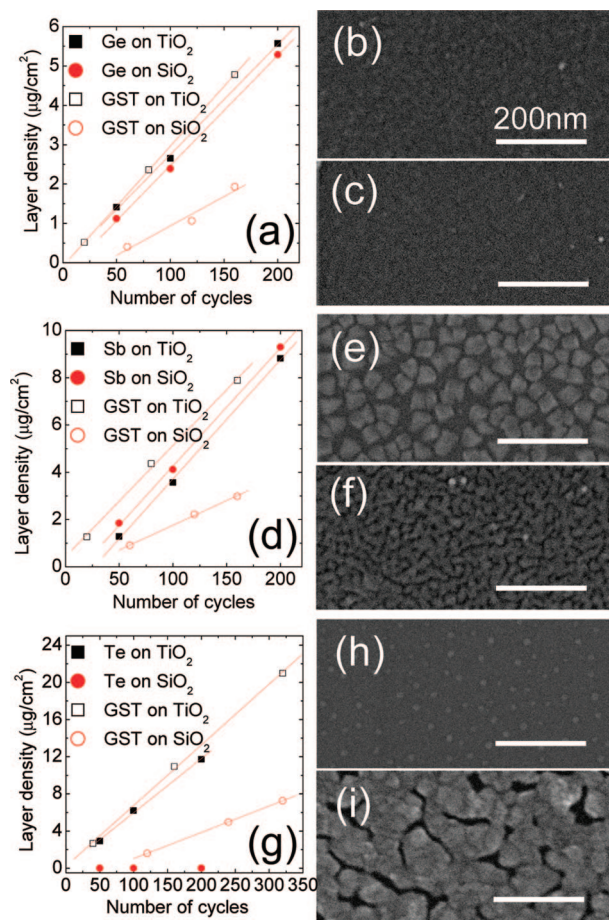 Layer density (μg/cm²)
6
5
4
3
2
1
0
Ge on TiO₂
Ge on SiO₂
GST on TiO₂
GST on SiO₂
(a)
0 50 100 150 200
Number of cycles
(b)
200nm
(c)
Layer density (μg/cm²)
10
8
6
4
2
0
Sb on TiO₂
Sb on SiO₂
GST on TiO₂
GST on SiO₂
(d)
0 50 100 150 200
Number of cycles
(e)
(f)
Layer density (μg/cm²)
24
20
16
12
8
4
0
Te on TiO₂
Te on SiO₂
GST on TiO₂
GST on SiO₂
(g)
0 50 100 150 200 250 300 350
Number of cycles
(h)
(i)